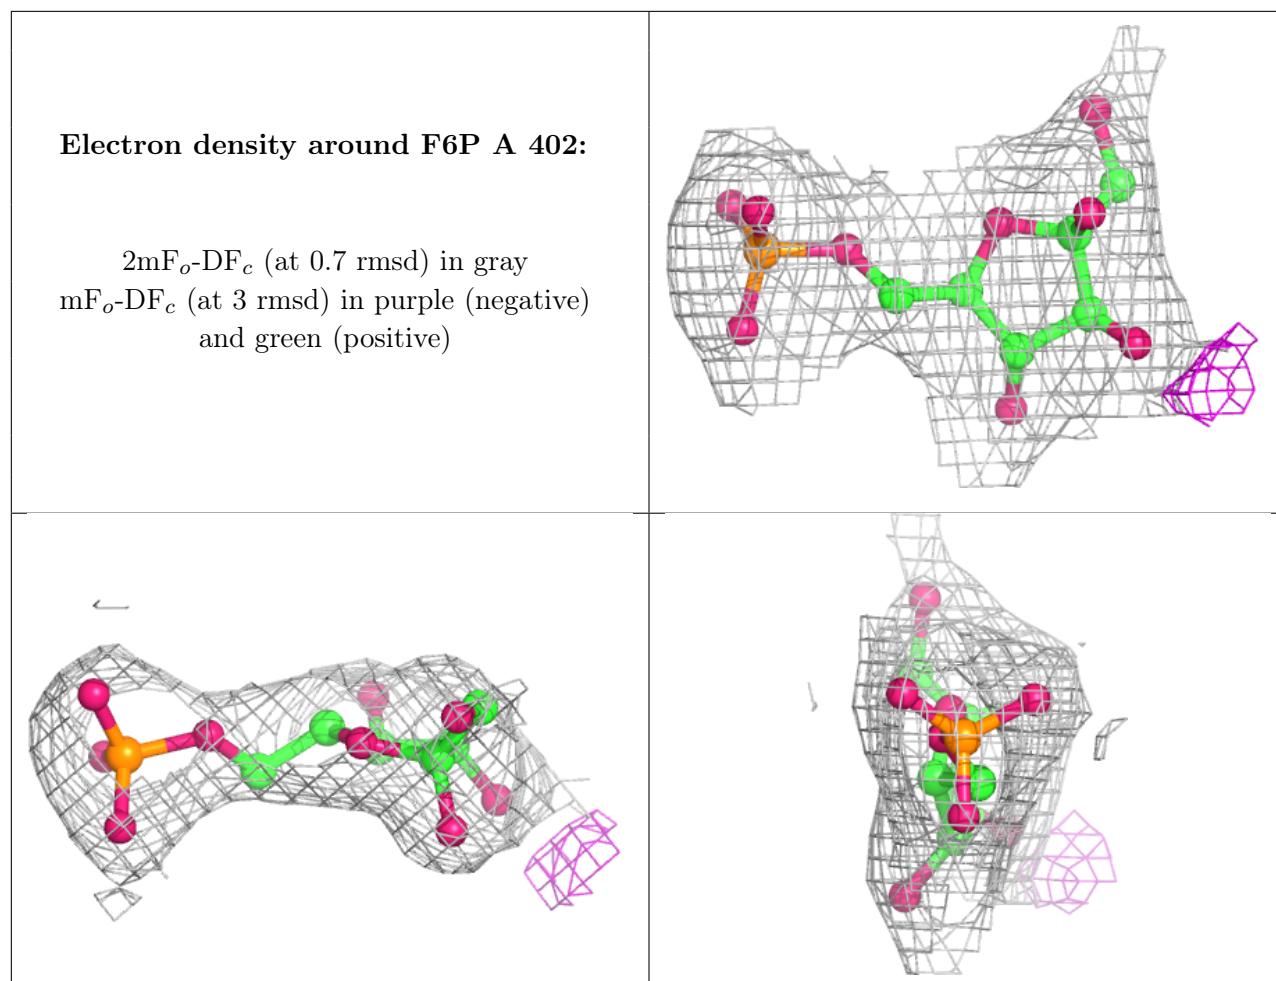 Electron density around F6P A 402:
2mF𝑜-DF𝑐 (at 0.7 rmsd) in gray
mF𝑜-DF𝑐 (at 3 rmsd) in purple (negative)
and green (positive)